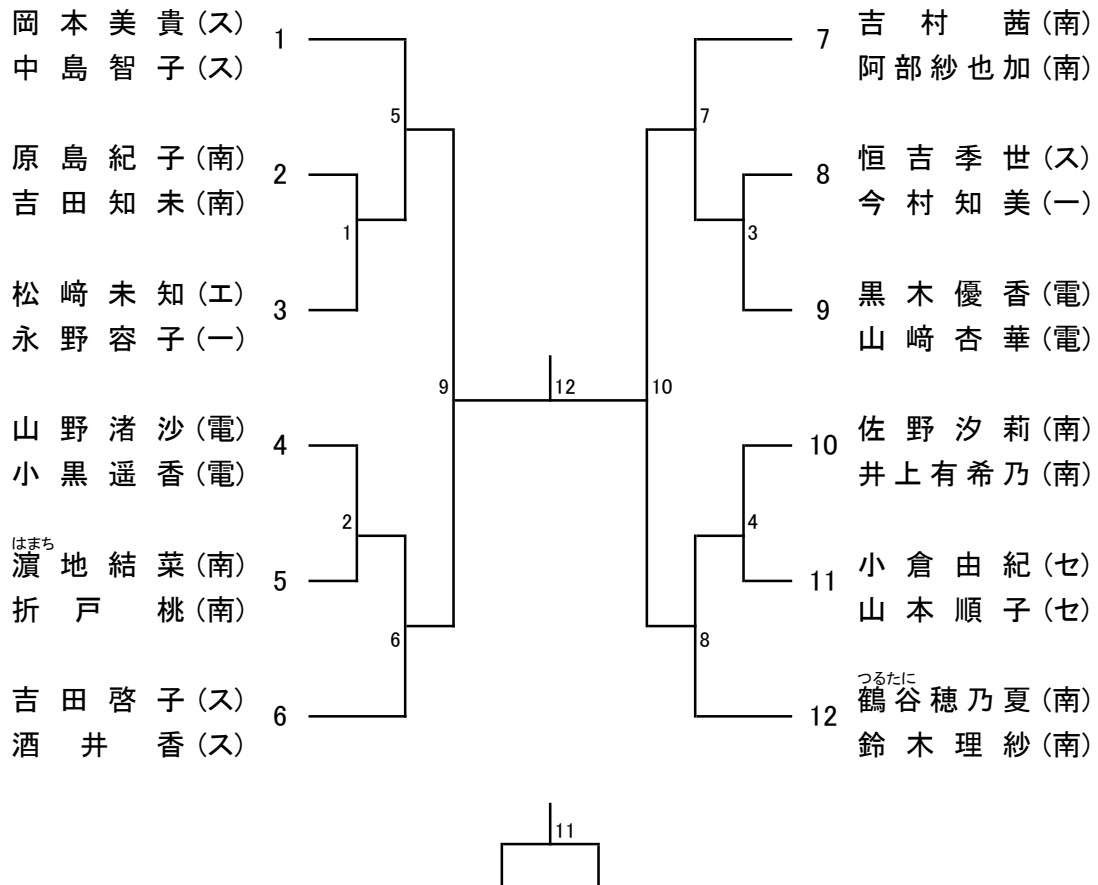 岡本美貴(ス)
中島智子(ス)
1
原島紀子(南)
吉田知未(南)
2
松﨑未知(エ)
永野容子(一)
3
山野渚沙(電)
小黒遥香(電)
4
はまち
濵地結菜(南)
折戸桃(南)
5
吉田啓子(ス)
酒井香(ス)
6
5
1
2
6
9
12
10
7
3
4
8
7
吉村茜(南)
阿部紗也加(南)
8
恒吉季世(ス)
今村知美(一)
9
黒木優香(電)
山﨑杏華(電)
10
佐野汐莉(南)
井上有希乃(南)
11
小倉由紀(セ)
山本順子(セ)
12
つるたに
鶴谷穂乃夏(南)
鈴木理紗(南)
11